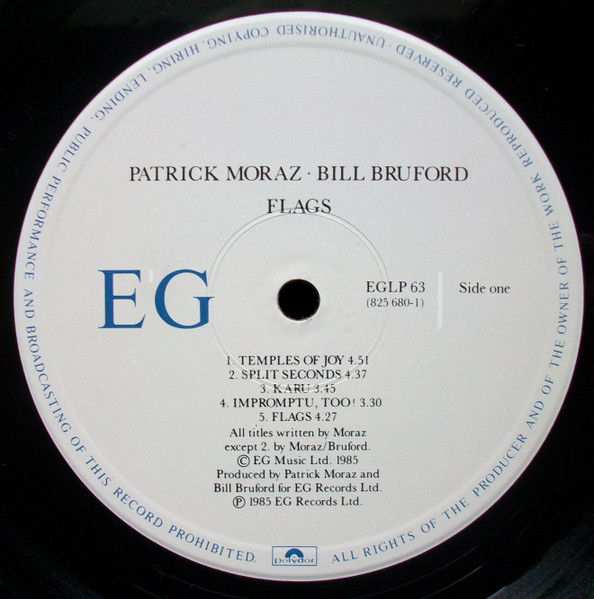 PATRICK MORAZ · BILL BRUFORD
FLAGS
E'G
EGLP 63
(825 680-1)
Side one
1. TEMPLES OF JOY 4.51
2. SPLIT SECONDS 4.37
3. KARU 3.45
4. IMPROMPTU, TOO! 3.30
5. FLAGS 4.27
All titles written by Moraz
except 2. by Moraz/Bruford.
© EG Music Ltd. 1985
Produced by Patrick Moraz and
Bill Bruford for EG Records Ltd.
℗ 1985 EG Records Ltd.
polydor
ALL RIGHTS OF THE PRODUCER AND OF THE OWNER OF THE WORK REPRODUCED RESERVED · UNAUTHORISED COPYING, HIRING, LENDING, PUBLIC PERFORMANCE AND BROADCASTING OF THIS RECORD PROHIBITED.